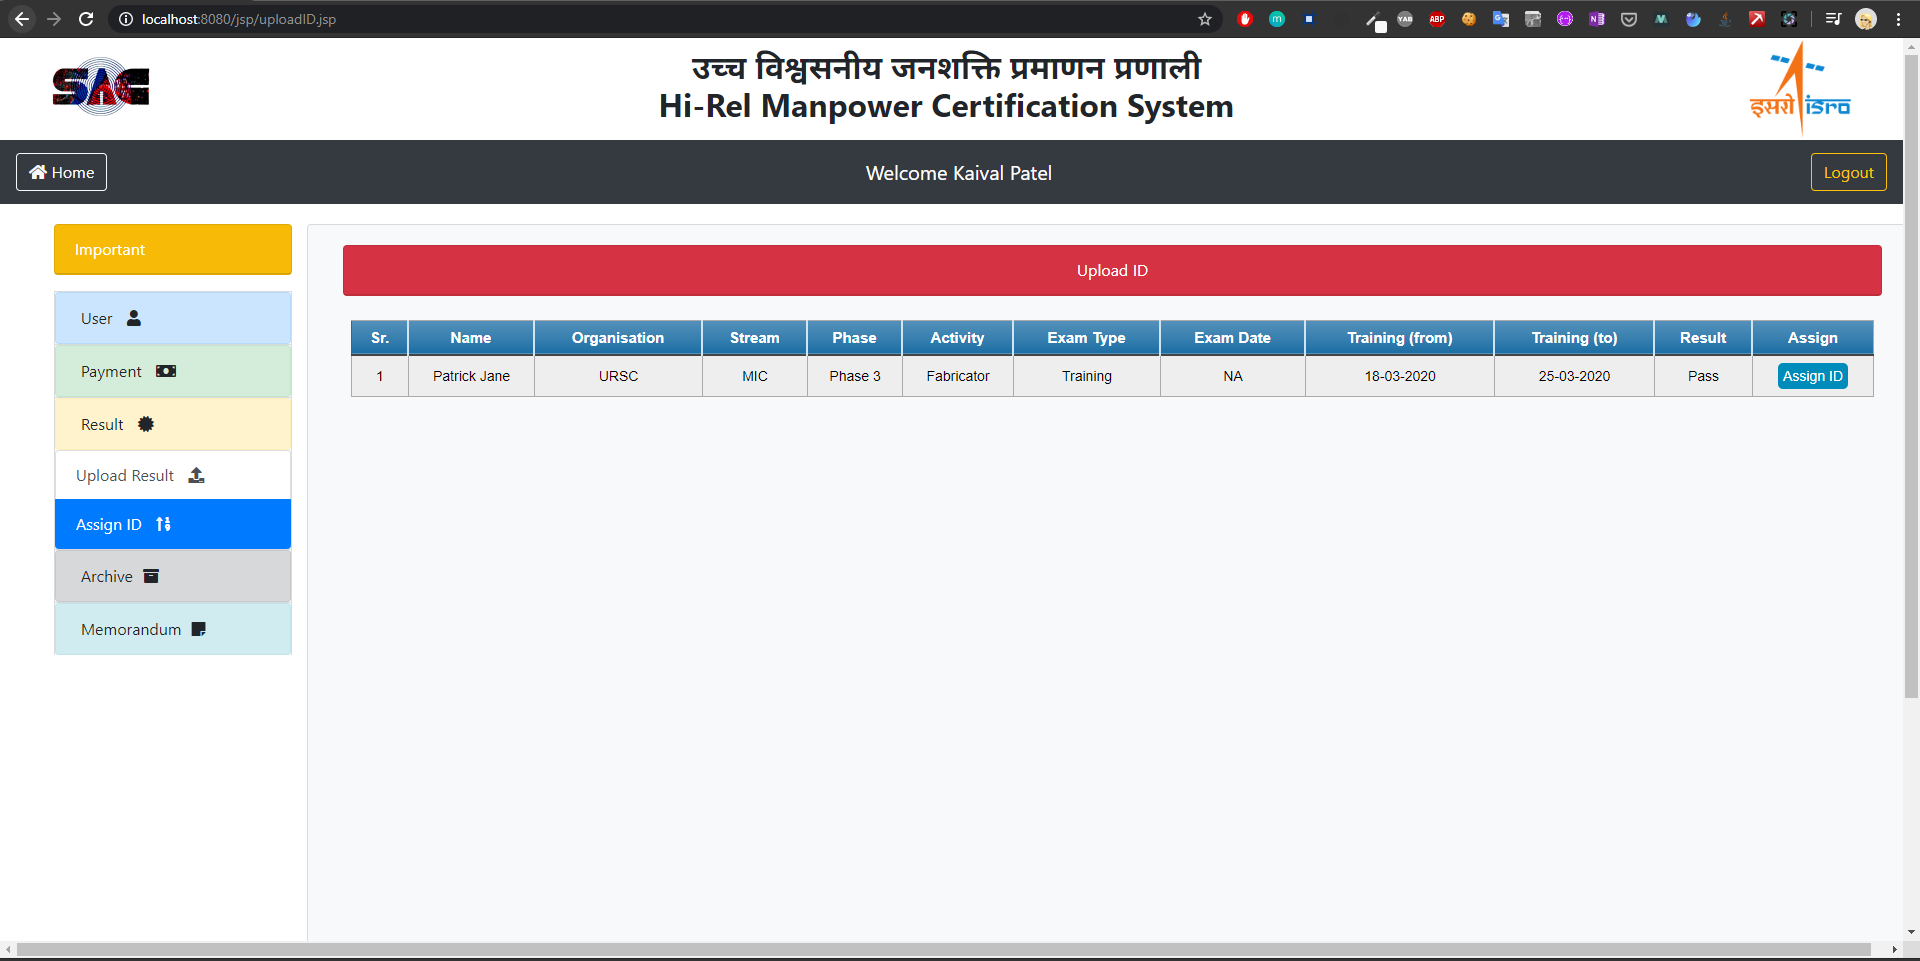 localhost:8080/jsp/uploadID.jsp
SAC
उच्च विश्वसनीय जनशक्ति प्रमाणन प्रणाली
Hi-Rel Manpower Certification System
इसरो isro
Home
Welcome Kaival Patel
Logout
Important
User
Payment
Result
Upload Result
Assign ID
Archive
Memorandum
Upload ID
Sr. Name Organisation Stream Phase Activity Exam Type Exam Date Training (from) Training (to) Result Assign
1 Patrick Jane URSC MIC Phase 3 Fabricator Training NA 18-03-2020 25-03-2020 Pass Assign ID